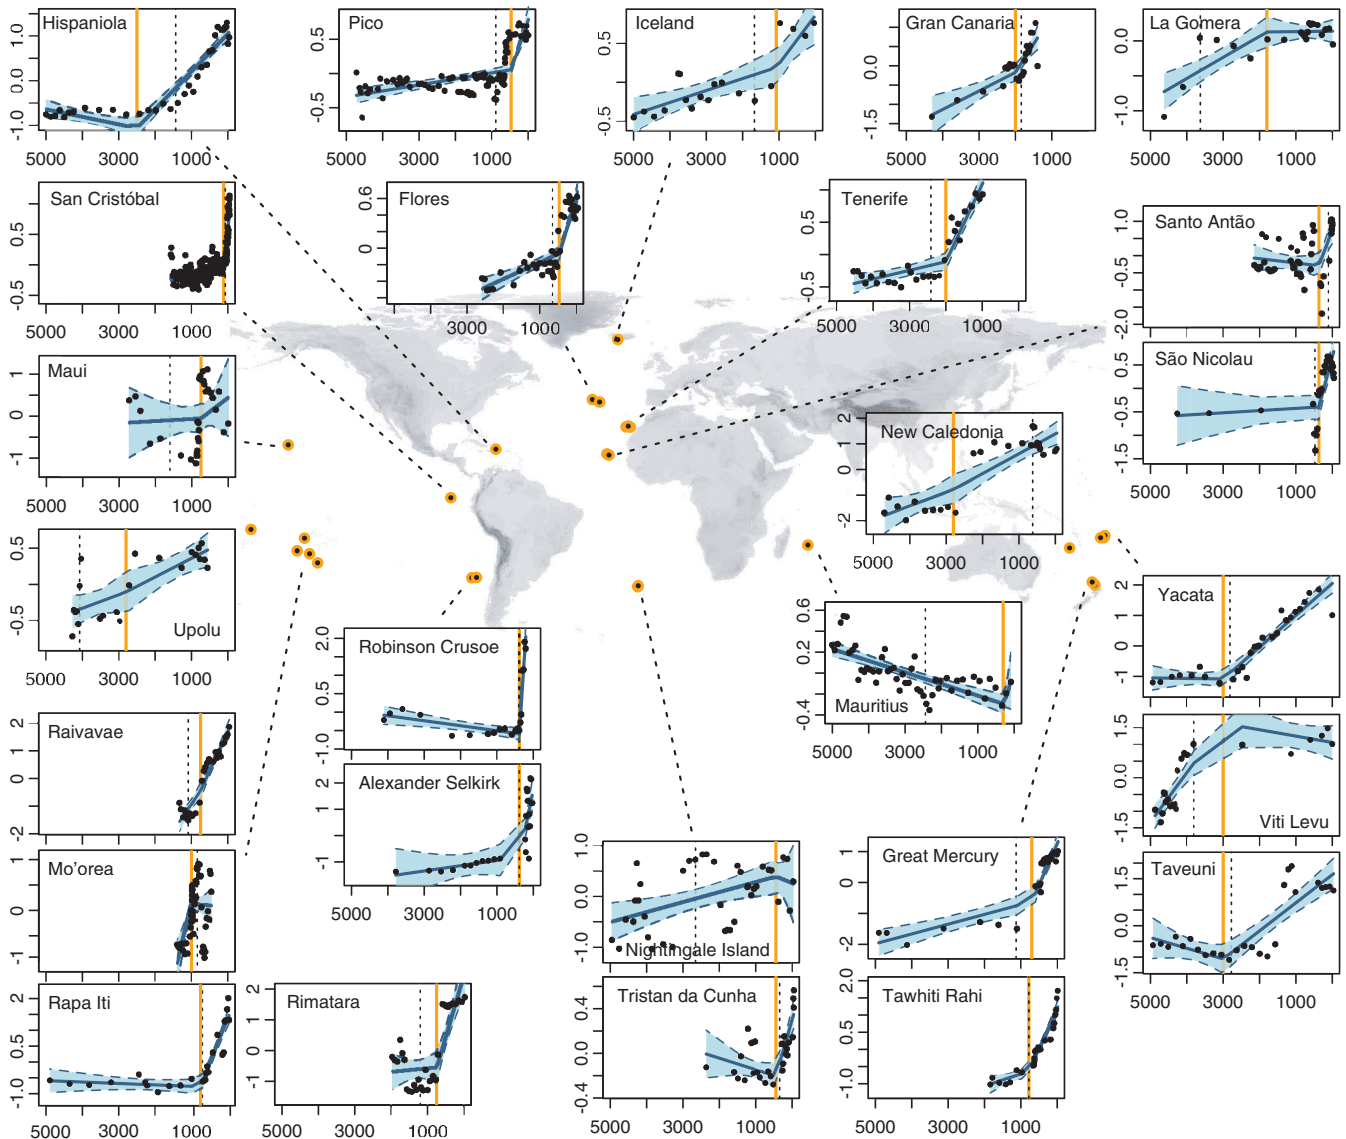 Hispaniola
1.0
0.0
-1.0
5000 3000 1000
Pico
0.5
-0.5
5000 3000 1000
Iceland
0.5
-0.5
5000 3000 1000
Gran Canaria
0.0
-1.5
5000 3000 1000
La Gomera
0.0
-1.0
5000 3000 1000
San Cristóbal
0.5
-0.5
5000 3000 1000
Flores
0.6
0
3000 1000
Tenerife
0.5
-0.5
5000 3000 1000
Santo Antão
1.0
-0.5
-2.0
Maui
1
0
-1
5000 3000 1000
São Nicolau
0.5
-0.5
-1.5
5000 3000 1000
New Caledonia
2
1
0
-2
5000 3000 1000
Upolu
0.5
-0.5
5000 3000 1000
Yacata
2
1
0
-1
Robinson Crusoe
2.0
0.5
-1.0
Mauritius
0.6
0.2
-0.4
5000 3000 1000
Raivavae
2
1
0
-2
Alexander Selkirk
2
1
-1
5000 3000 1000
Viti Levu
1.5
0.0
-1.5
Mo'orea
1
0
-1
Nightingale Island
1.0
0.0
-1.0
Great Mercury
1
0
-2
Taveuni
1.5
0.0
-1.5
5000 3000 1000
Rapa Iti
2
0.5
-1.0
5000 3000 1000
Rimatara
2
1
0
-1
5000 3000 1000
Tristan da Cunha
0.6
0.0
-0.4
5000 3000 1000
Tawhiti Rahi
2.0
0.5
-1.0
5000 3000 1000